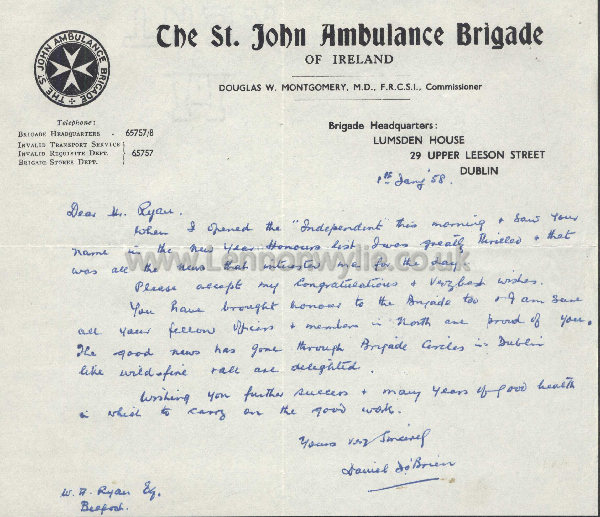 THE ST. JOHN AMBULANCE BRIGADE
The St. John Ambulance Brigade
OF IRELAND
DOUGLAS W. MONTGOMERY, M.D., F.R.C.S.I., Commissioner
Telephone:
BRIGADE HEADQUARTERS - 65757/8
INVALID TRANSPORT SERVICE
INVALID REQUISITE DEPT. } 65757
BRIGADE STORES DEPT.
Brigade Headquarters:
LUMSDEN HOUSE
29 UPPER LEESON STREET
DUBLIN
1st Jany '58.
Dear Mr. Ryan.
When I opened the "Independent" this morning + saw your
name in the New Year Honours list I was greatly thrilled + that
was all the news that interested me for the day.
www.Lennonwylie.co.uk
Please accept my Congratulations + very best wishes.
You have brought honour to the Brigade too + I am sure
all your fellow Officers + members in North are proud of you.
The good news has gone through Brigade Circles in Dublin
like wild-fire + all are delighted.
Wishing you further success + many years of good health
in which to carry on the good work.
Yours very Sincerely
Daniel O'Brien
W. H. Ryan Esq.
Belfast.